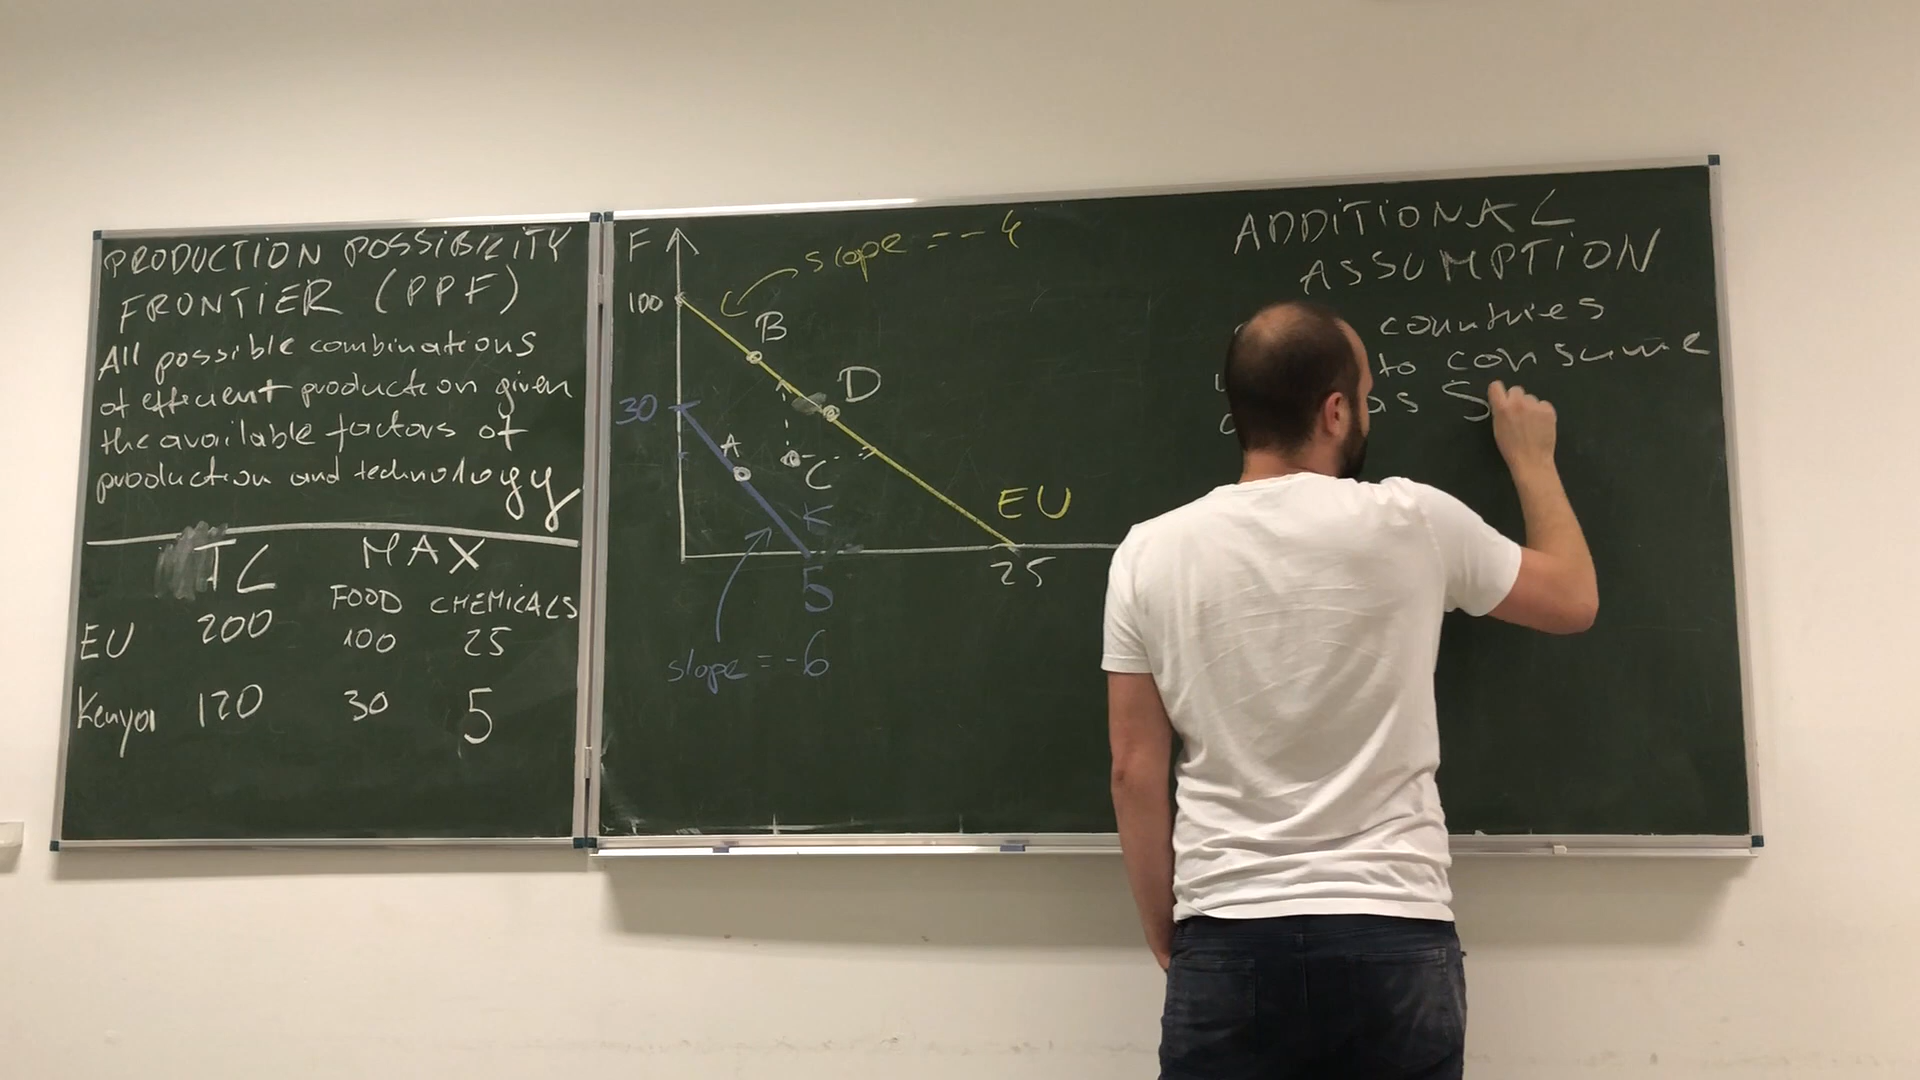 PRODUCTION POSSIBILITY
FRONTIER (PPF)
All possible combinations
of efficient production given
the available factors of
production and technology
TL MAX
FOOD CHEMICALS
EU 200 100 25
Kenya 120 30 5
F
slope = -4
100
B
D
30
A
C
K
EU
5
25
slope = -6
ADDITIONAL
ASSUMPTION
countries
to consume
as